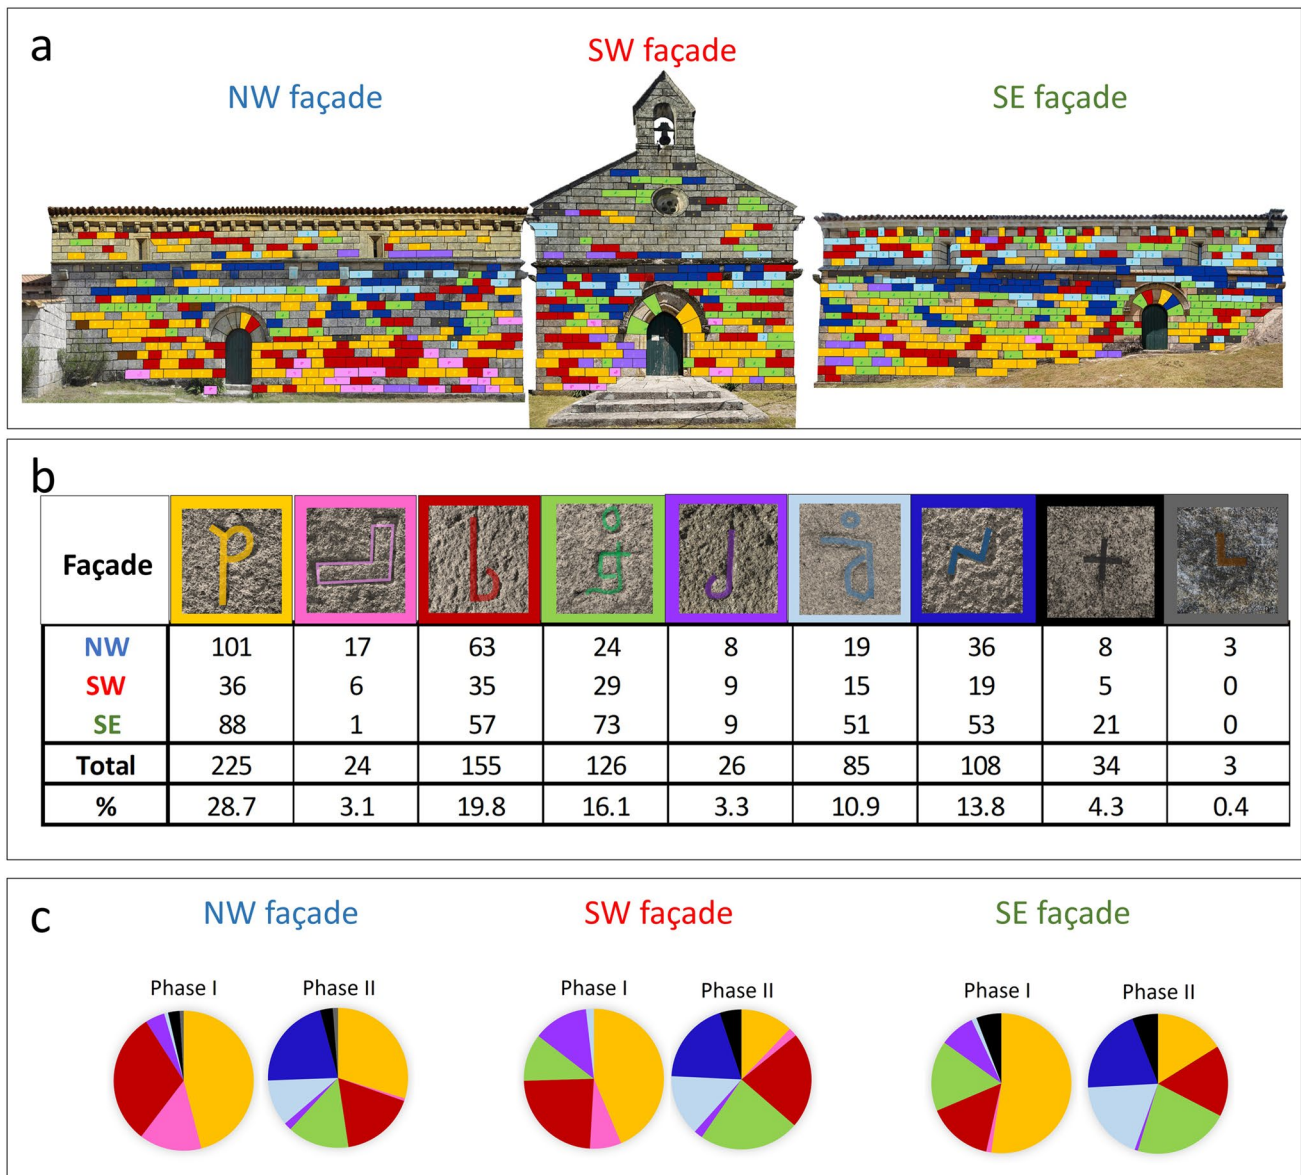 a
SW façade
NW façade
SE façade
b
Façade
NW 101 17 63 24 8 19 36 8 3
SW 36 6 35 29 9 15 19 5 0
SE 88 1 57 73 9 51 53 21 0
Total 225 24 155 126 26 85 108 34 3
% 28.7 3.1 19.8 16.1 3.3 10.9 13.8 4.3 0.4
c
NW façade
SW façade
SE façade
Phase I
Phase II
Phase I
Phase II
Phase I
Phase II